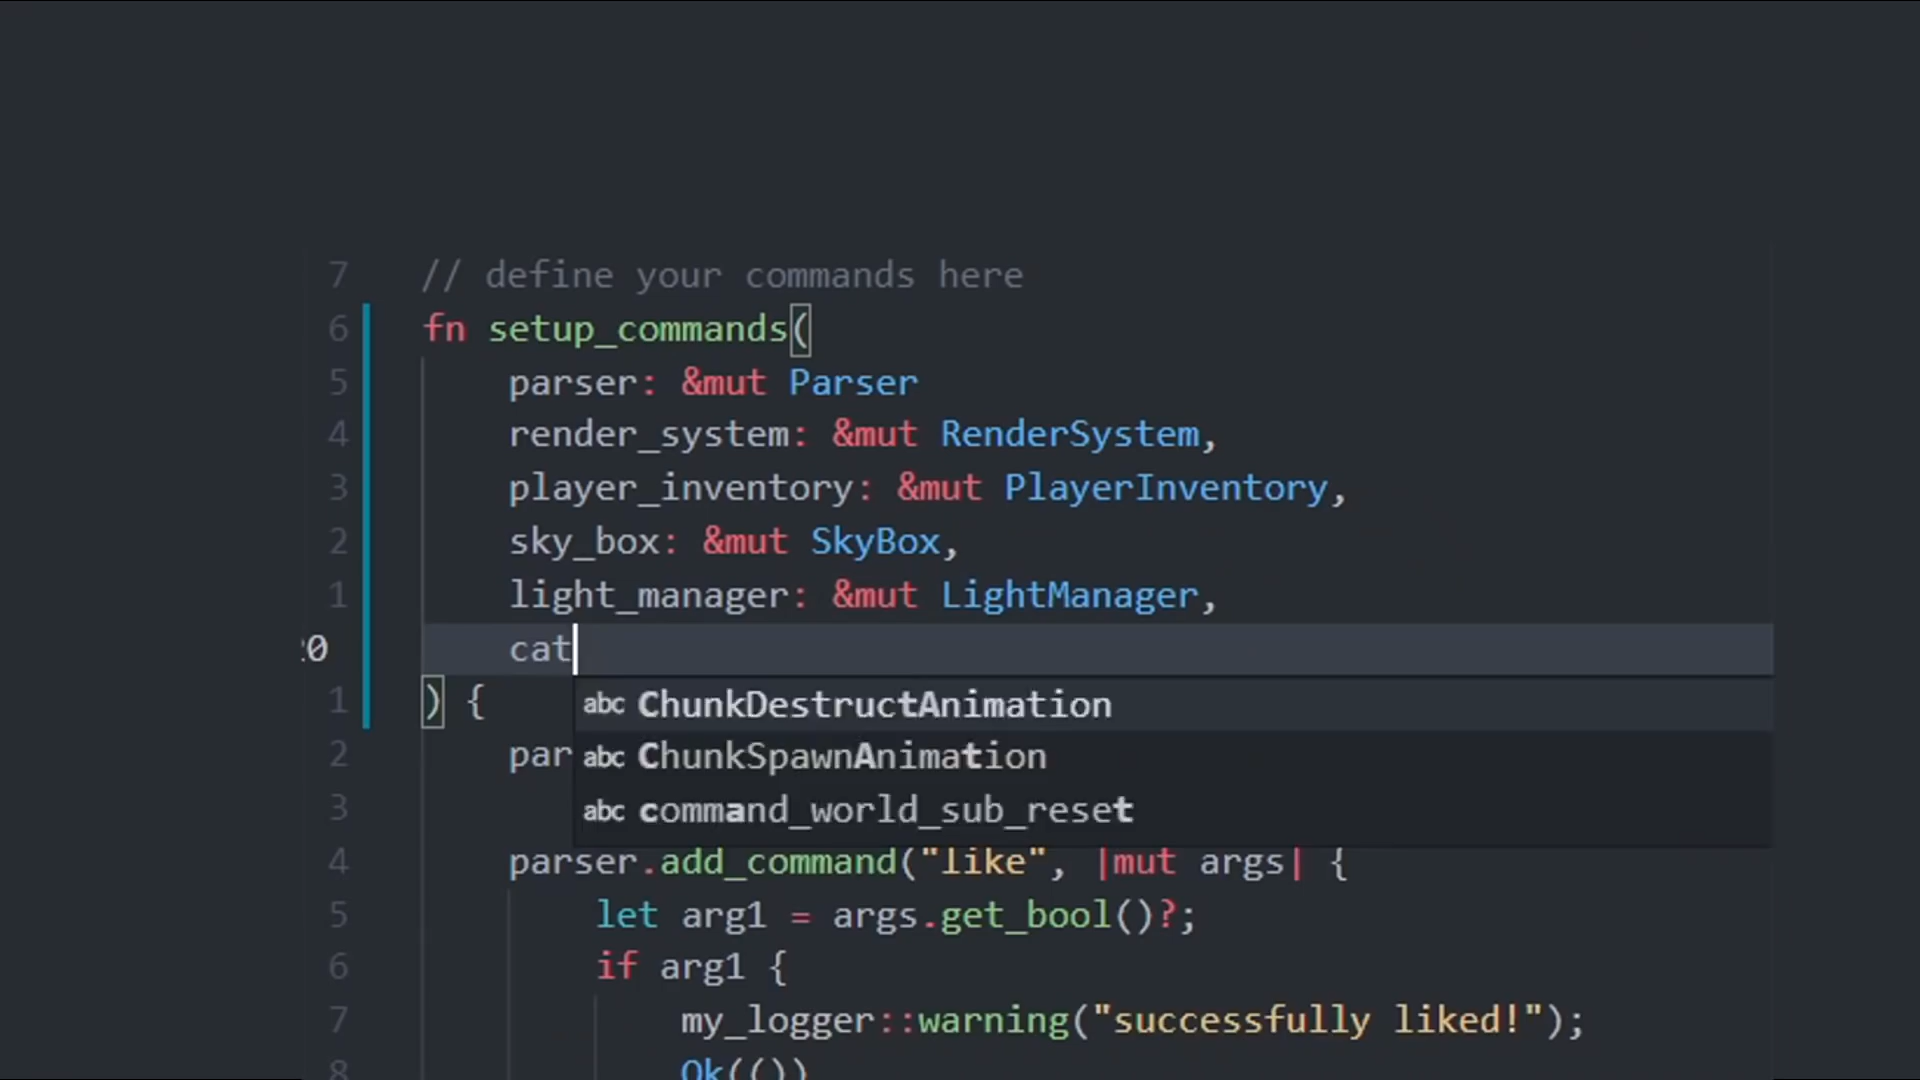 7 // define your commands here
6 fn setup_commands(
5 parser: &mut Parser
4 render_system: &mut RenderSystem,
3 player_inventory: &mut PlayerInventory,
2 sky_box: &mut SkyBox,
1 light_manager: &mut LightManager,
20 cat
1 ) {
abc ChunkDestructAnimation
2 par
abc ChunkSpawnAnimation
3
abc command_world_sub_reset
4 parser.add_command("like", |mut args| {
5 let arg1 = args.get_bool()?;
6 if arg1 {
7 my_logger::warning("successfully liked!");
8 Ok(())